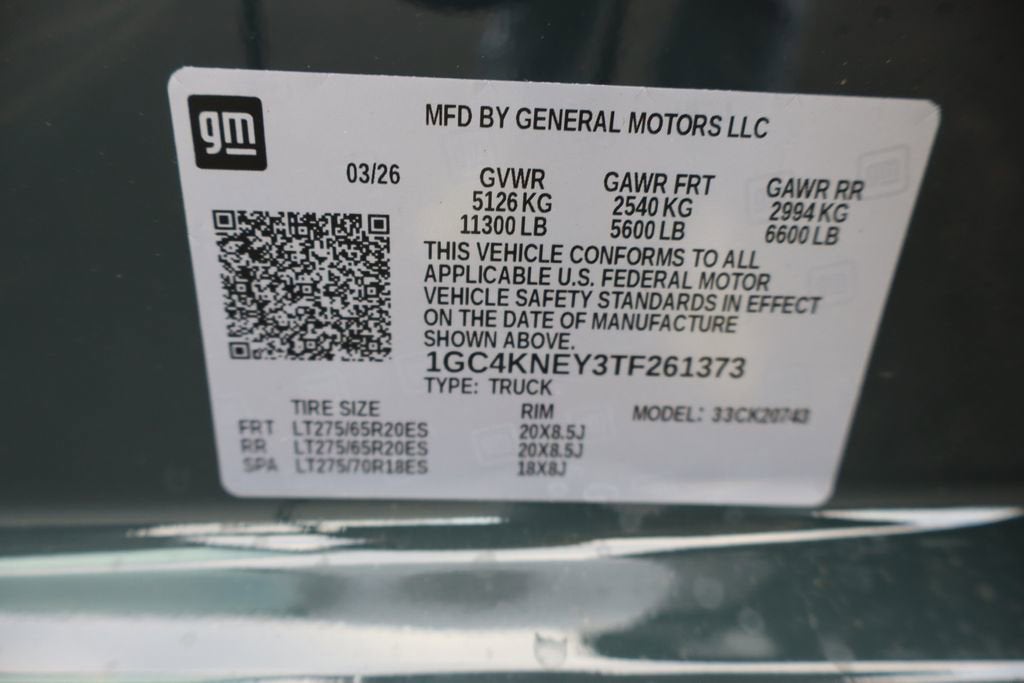 gm
MFD BY GENERAL MOTORS LLC
03/26
GVWR GAWR FRT GAWR RR
5126 KG 2540 KG 2994 KG
11300 LB 5600 LB 6600 LB
THIS VEHICLE CONFORMS TO ALL
APPLICABLE U.S. FEDERAL MOTOR
VEHICLE SAFETY STANDARDS IN EFFECT
ON THE DATE OF MANUFACTURE
SHOWN ABOVE.
1GC4KNEY3TF261373
TYPE: TRUCK
TIRE SIZE RIM MODEL: 33CK20743
FRT LT275/65R20ES 20X8.5J
RR LT275/65R20ES 20X8.5J
SPA LT275/70R18ES 18X8J